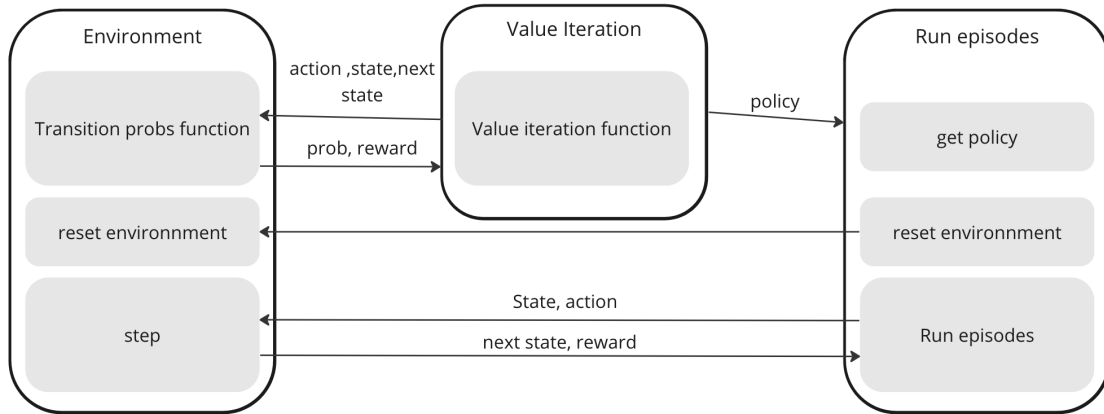 Environment
Transition probs function
reset environnment
step
action ,state,next
state
prob, reward
Value Iteration
Value iteration function
policy
State, action
next state, reward
Run episodes
get policy
reset environnment
Run episodes